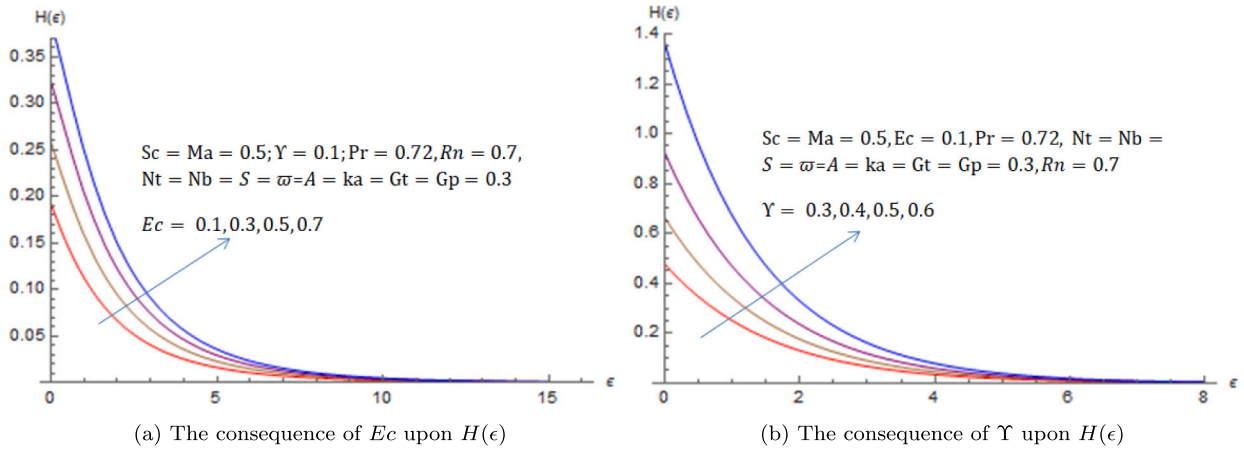 H(ϵ)
0.35
0.30
0.25
0.20
0.15
0.10
0.05
0
5
10
15
ϵ
Sc = Ma = 0.5; ϒ = 0.1; Pr = 0.72, Rn = 0.7,
Nt = Nb = S = ϖ=A = ka = Gt = Gp = 0.3
Ec = 0.1,0.3,0.5,0.7
(a) The consequence of Ec upon H(ϵ)
H(ϵ)
1.4
1.2
1.0
0.8
0.6
0.4
0.2
0
2
4
6
8
ϵ
Sc = Ma = 0.5, Ec = 0.1, Pr = 0.72, Nt = Nb =
S = ϖ=A = ka = Gt = Gp = 0.3, Rn = 0.7
ϒ = 0.3,0.4,0.5,0.6
(b) The consequence of ϒ upon H(ϵ)